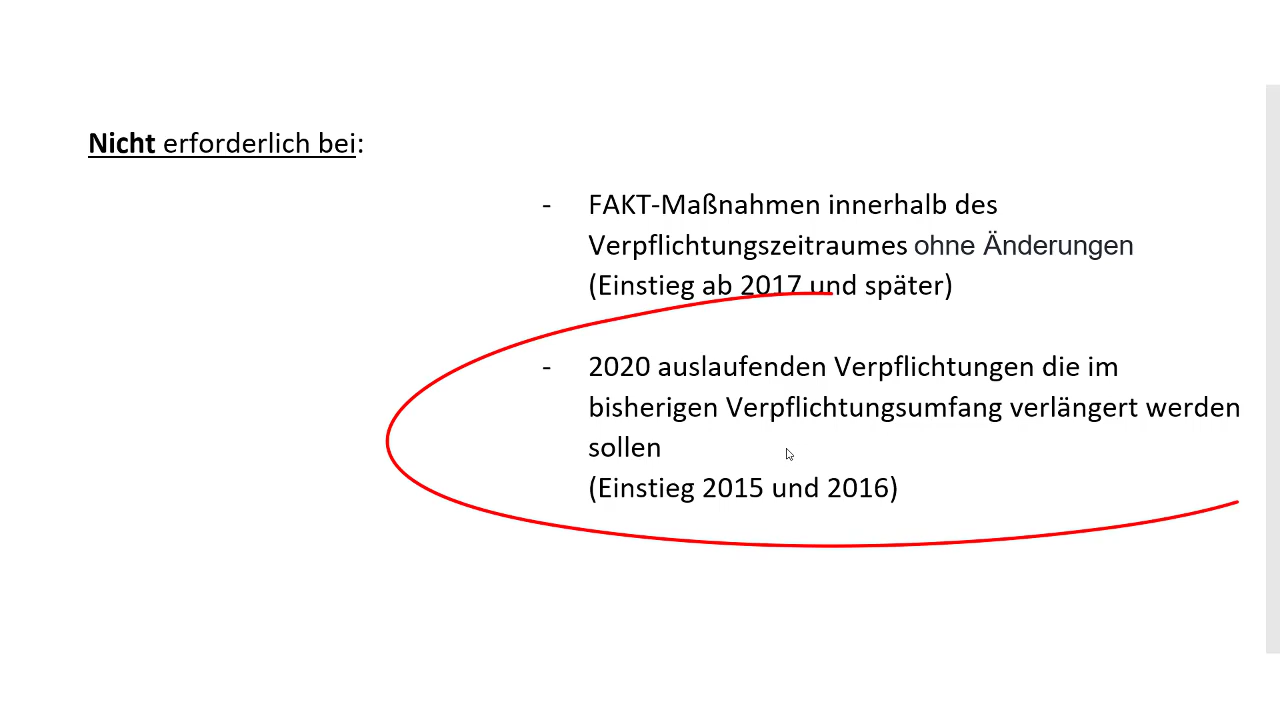 Nicht erforderlich bei:
- FAKT-Maßnahmen innerhalb des
Verpflichtungszeitraumes ohne Änderungen
(Einstieg ab 2017 und später)
- 2020 auslaufenden Verpflichtungen die im
bisherigen Verpflichtungsumfang verlängert werden
sollen
(Einstieg 2015 und 2016)